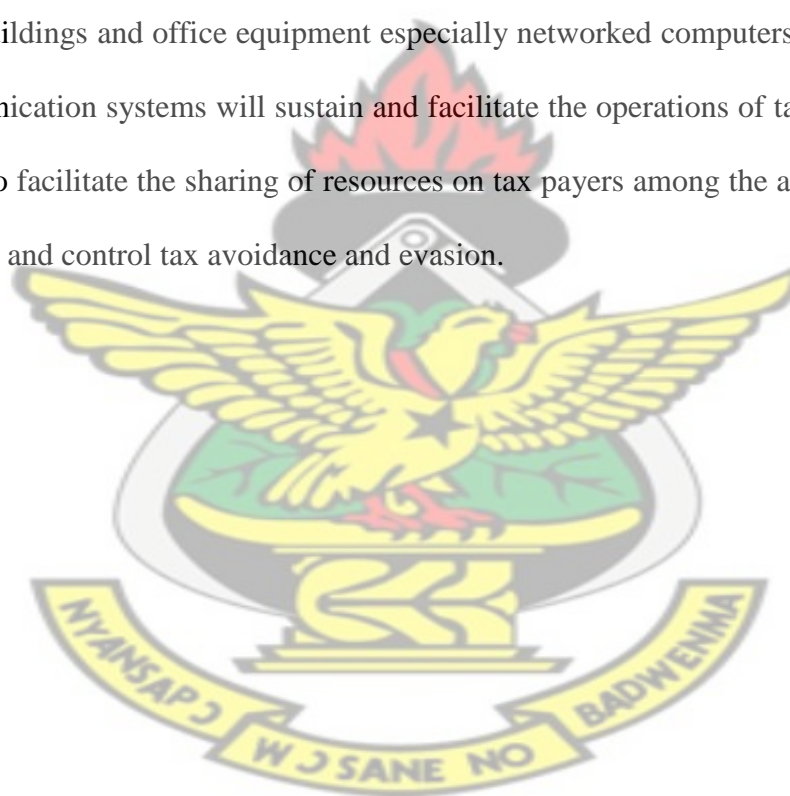 ildings and office equipment especially networked computers
nication systems will sustain and facilitate the operations of ta
o facilitate the sharing of resources on tax payers among the a
and control tax avoidance and evasion.
NYANSAPƆ
WƆSANE NO
BADWENMA